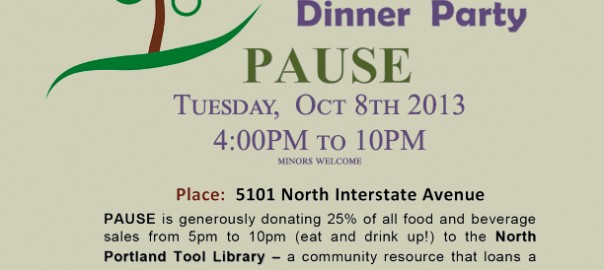 Dinner Party
PAUSE
Tuesday, Oct 8th 2013
4:00PM to 10PM
MINORS WELCOME
Place: 5101 North Interstate Avenue
PAUSE is generously donating 25% of all food and beverage
sales from 5pm to 10pm (eat and drink up!) to the North
Portland Tool Library – a community resource that loans a